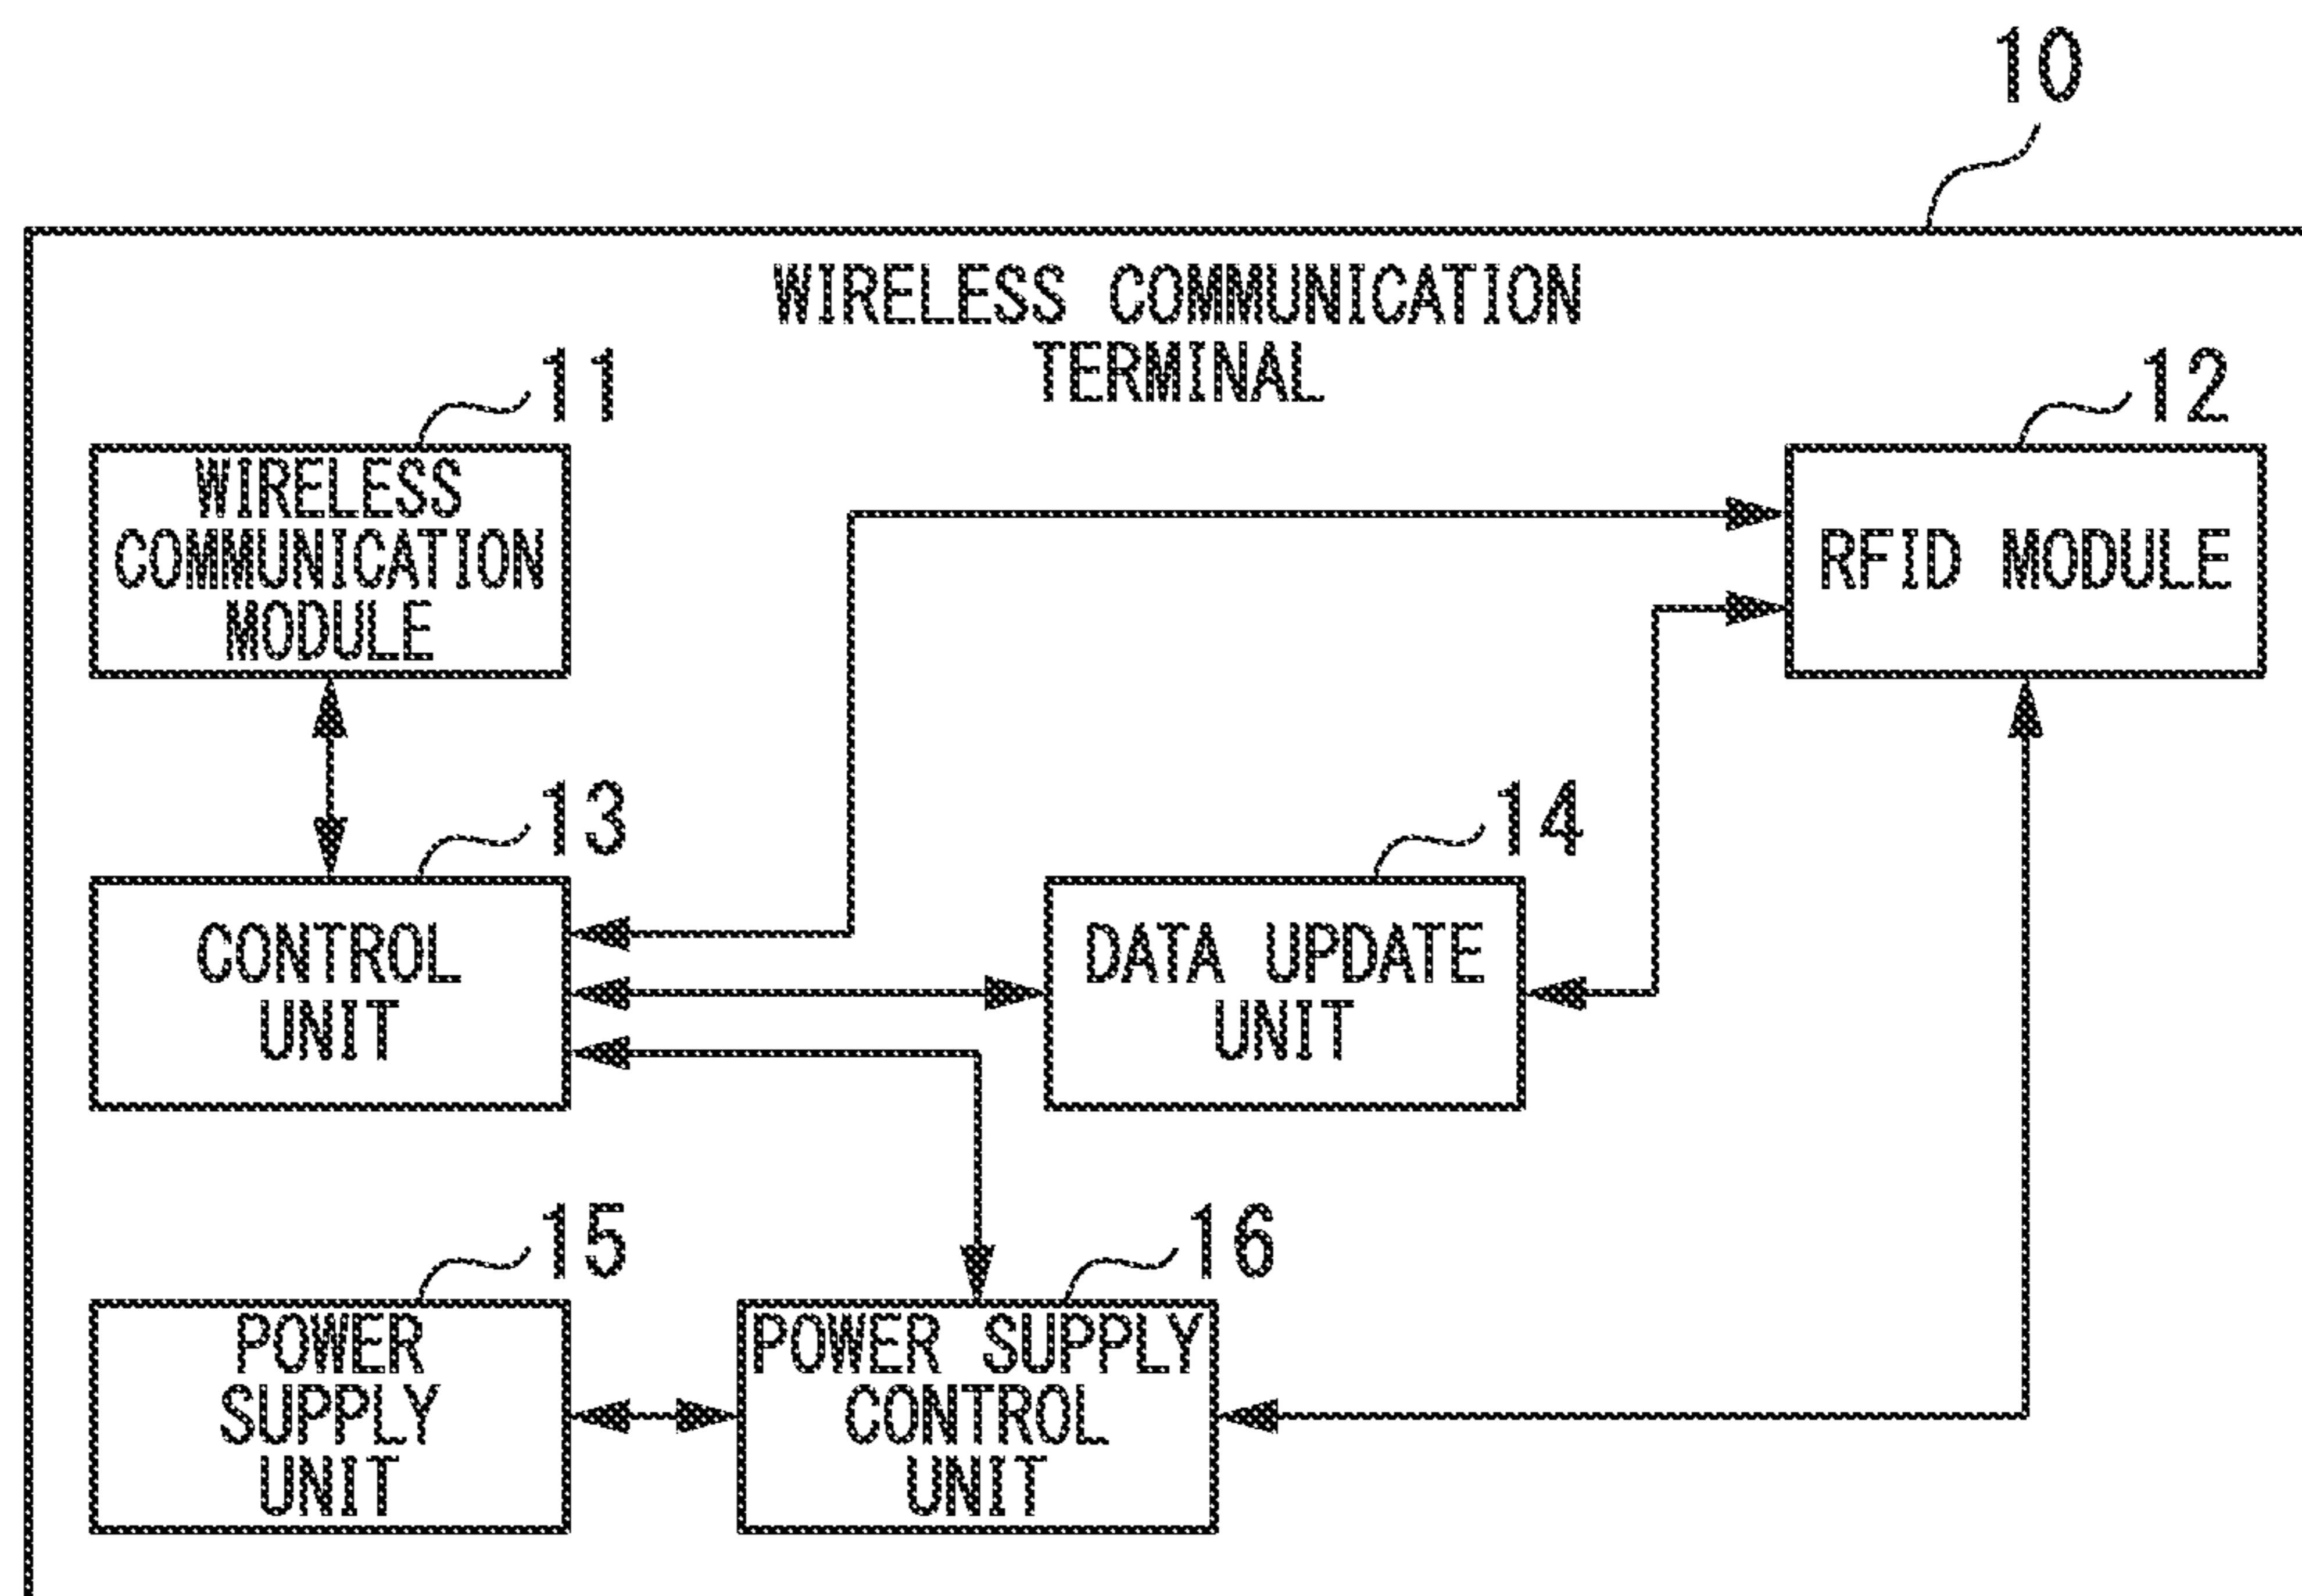 10
WIRELESS COMMUNICATION
TERMINAL
11
12
WIRELESS
COMMUNICATION
MODULE
RFID MODULE
13
14
CONTROL
UNIT
DATA UPDATE
UNIT
15
16
POWER
SUPPLY
UNIT
POWER SUPPLY
CONTROL
UNIT